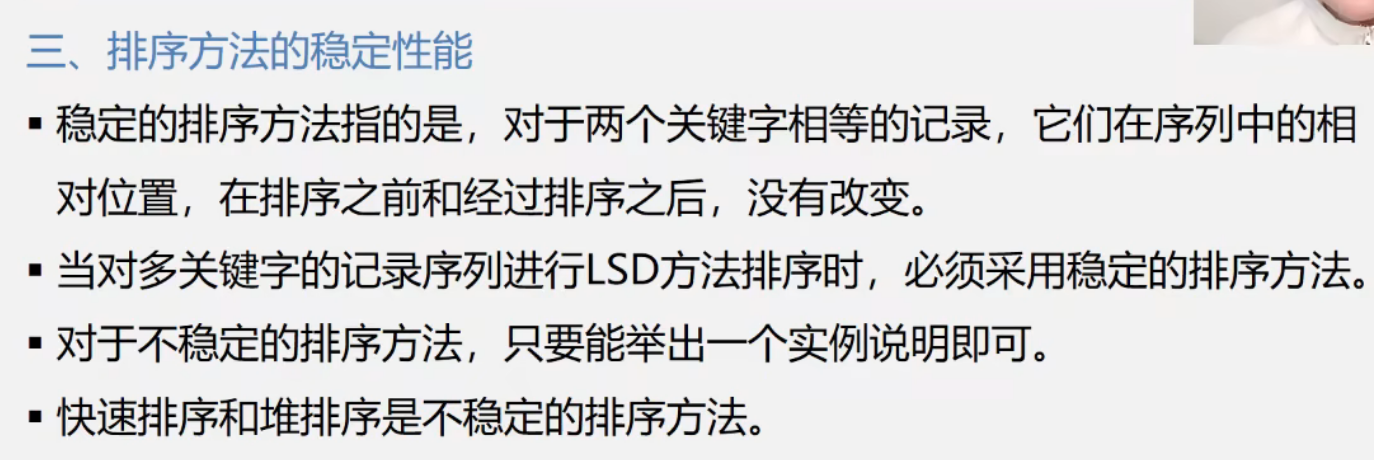 三、排序方法的稳定性能
▪ 稳定的排序方法指的是，对于两个关键字相等的记录，它们在序列中的相
对位置，在排序之前和经过排序之后，没有改变。
▪ 当对多关键字的记录序列进行LSD方法排序时，必须采用稳定的排序方法。
▪ 对于不稳定的排序方法，只要能举出一个实例说明即可。
▪ 快速排序和堆排序是不稳定的排序方法。